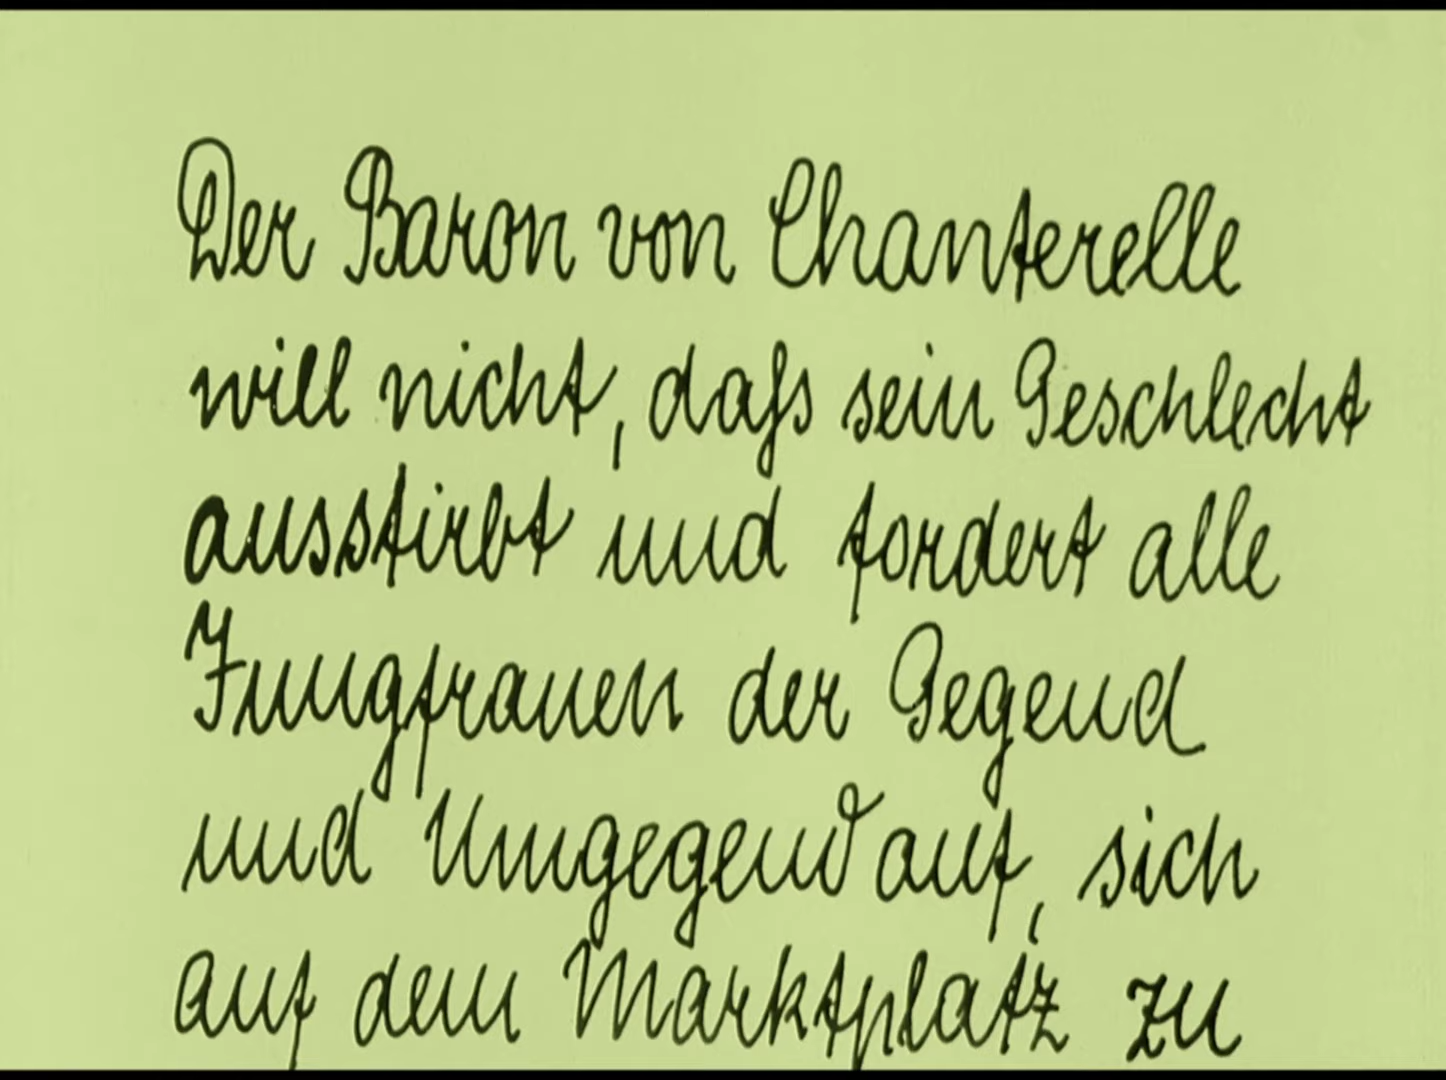 Der Baron von Chanterelle
will nicht, dafs sein Geschlecht
ausstirbt und fordert alle
Jungfrauen der Gegend
und Umgegend auf, sich
auf dem Marktplatz zu